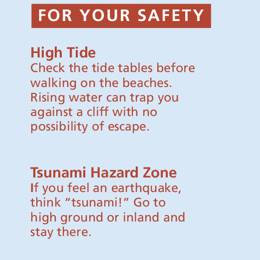 FOR YOUR SAFETY
High Tide
Check the tide tables before
walking on the beaches.
Rising water can trap you
against a cliff with no
possibility of escape.
Tsunami Hazard Zone
If you feel an earthquake,
think “tsunami!” Go to
high ground or inland and
stay there.